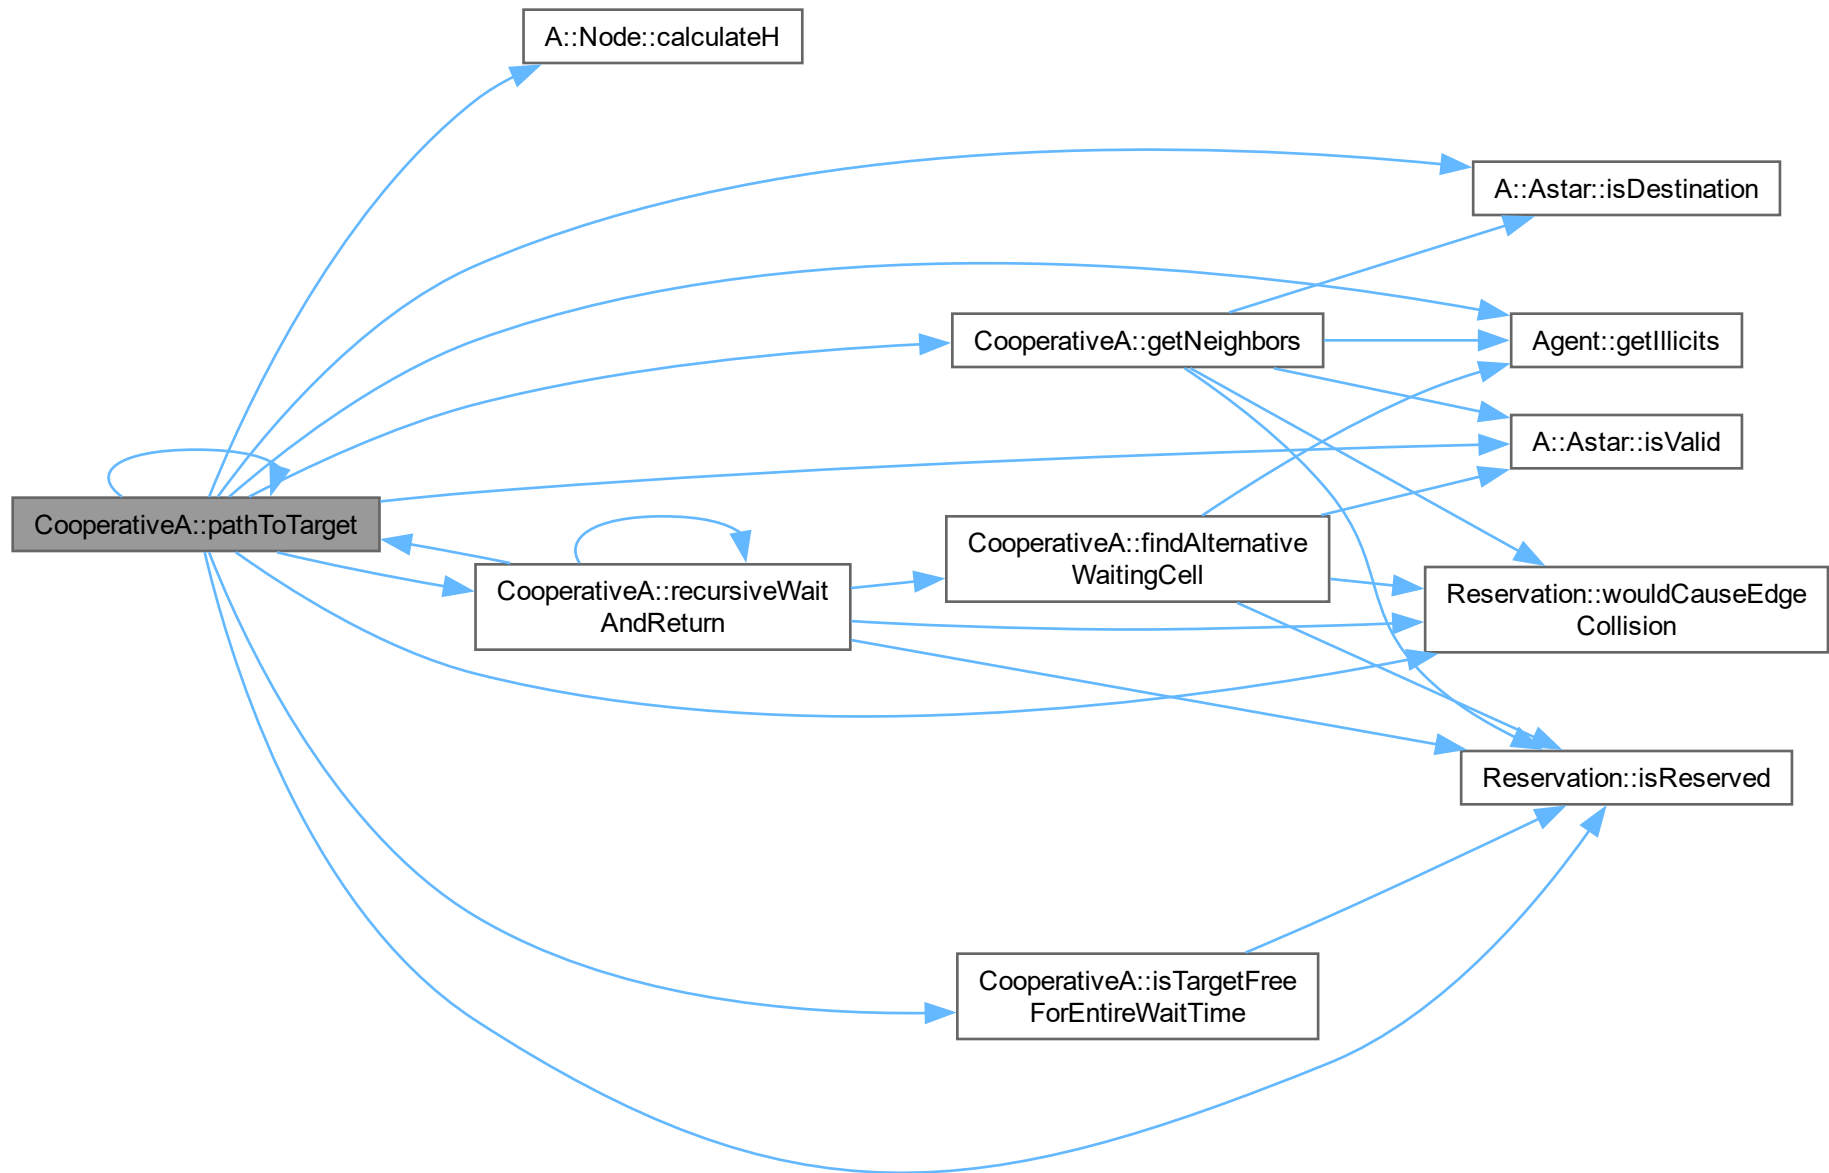 A::Node::calculateH
A::Astar::isDestination
CooperativeA::getNeighbors
Agent::getIllicits
A::Astar::isValid
CooperativeA::pathToTarget
CooperativeA::findAlternative
WaitingCell
CooperativeA::recursiveWait
AndReturn
Reservation::wouldCauseEdge
Collision
Reservation::isReserved
CooperativeA::isTargetFree
ForEntireWaitTime